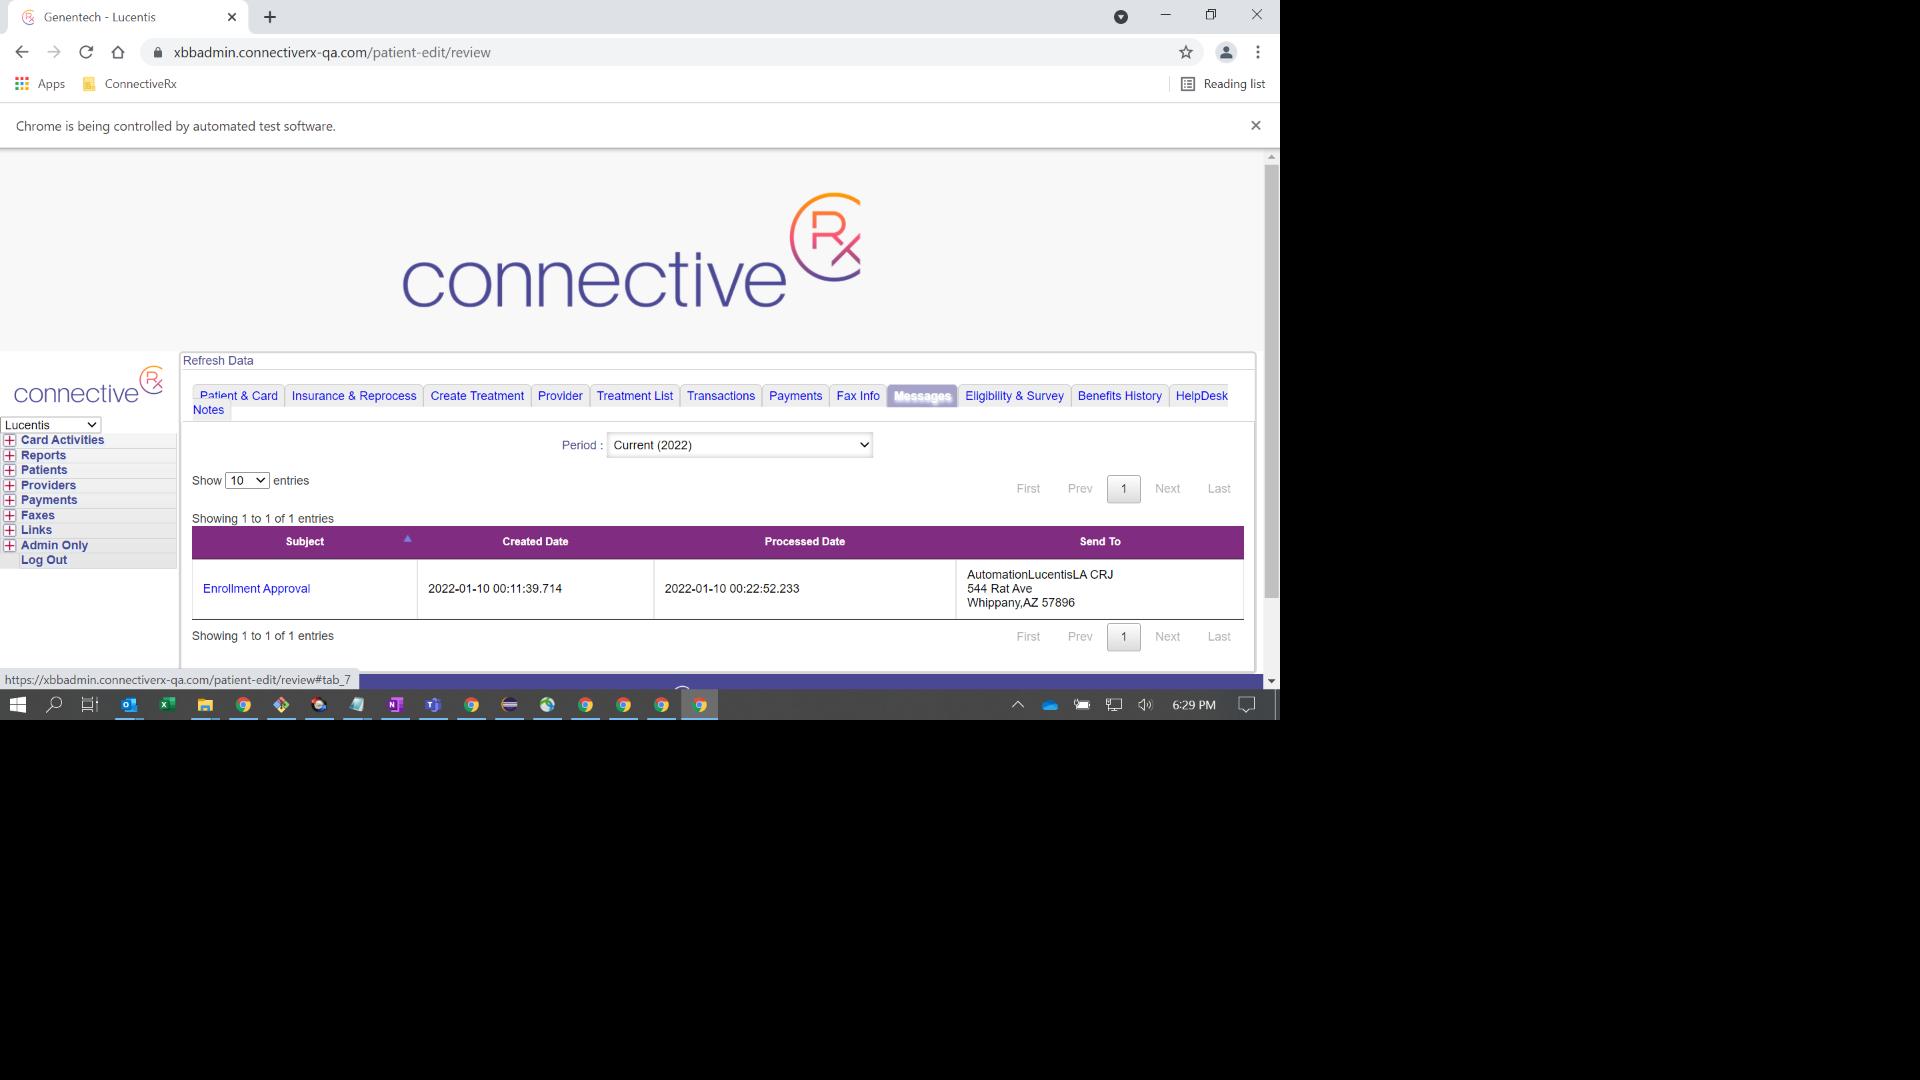 Genentech - Lucentis
xbbadmin.connectiverx-qa.com/patient-edit/review
Apps ConnectiveRx Reading list
Chrome is being controlled by automated test software.
connective Rx
connective Rx
Lucentis
Card Activities
Reports
Patients
Providers
Payments
Faxes
Links
Admin Only
Log Out
Refresh Data
Patient & Card Insurance & Reprocess Create Treatment Provider Treatment List Transactions Payments Fax Info Messages Eligibility & Survey Benefits History HelpDesk
Notes
Period : Current (2022)
Show 10 entries
First Prev 1 Next Last
Showing 1 to 1 of 1 entries
Subject Created Date Processed Date Send To
Enrollment Approval 2022-01-10 00:11:39.714 2022-01-10 00:22:52.233 AutomationLucentisLA CRJ
544 Rat Ave
Whippany,AZ 57896
Showing 1 to 1 of 1 entries
First Prev 1 Next Last
https://xbbadmin.connectiverx-qa.com/patient-edit/review#tab_7
6:29 PM